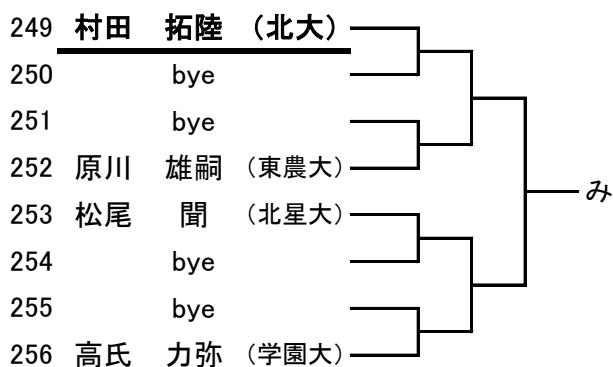 249 村田 拓陸 (北大)
250 bye
251 bye
252 原川 雄嗣 (東農大)
253 松尾 聞 (北星大)
254 bye
255 bye
256 高氏 力弥 (学園大)
み